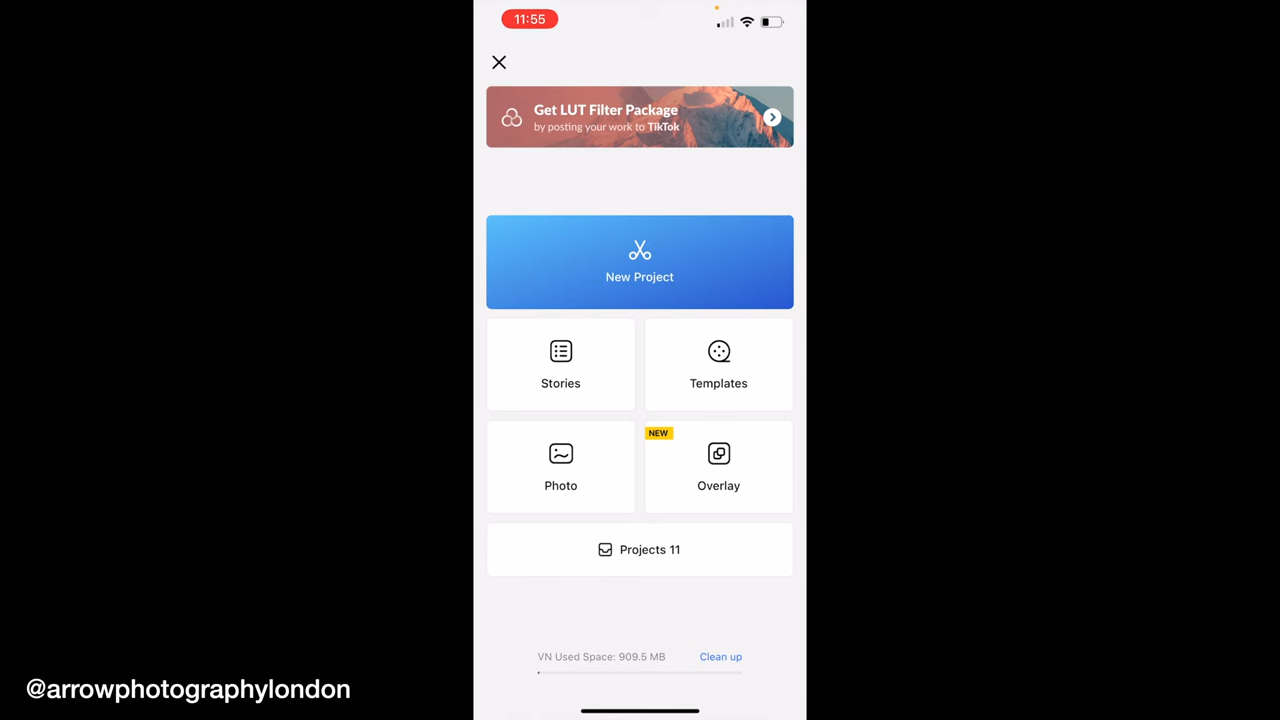 11:55
Get LUT Filter Package
by posting your work to TikTok
New Project
Stories
Templates
NEW
Photo
Overlay
Projects 11
VN Used Space: 909.5 MB
Clean up
@arrowphotographylondon